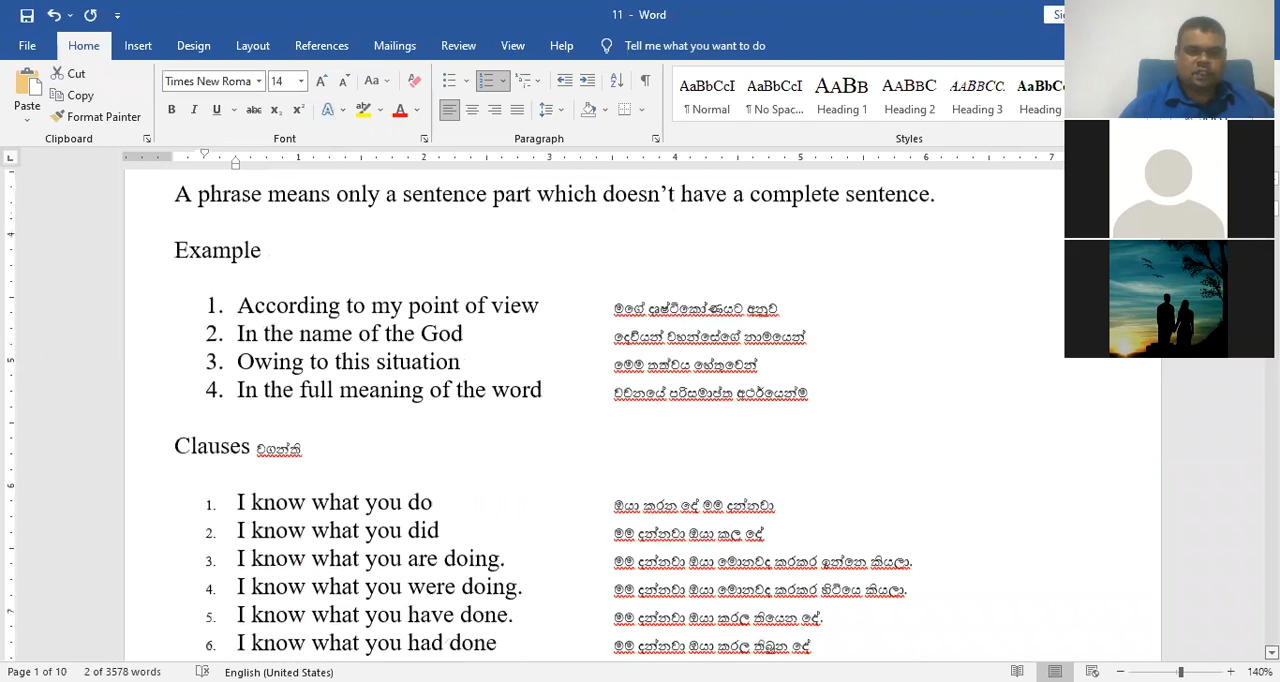 11 - Word
File Home Insert Design Layout References Mailings Review View Help Tell me what you want to do
Paste
Cut
Copy
Format Painter
Times New Roma 14
Clipboard Font Paragraph Styles
AaBbCcI AaBbCcI AaBb AaBbC AaBbCc AaBbC
¶ Normal ¶ No Spac... Heading 1 Heading 2 Heading 3 Heading
A phrase means only a sentence part which doesn’t have a complete sentence.
Example
1. According to my point of view මගේ දෘෂ්ටිකෝණයට අනුව
2. In the name of the God දෙවියන් වහන්සේගේ නාමයෙන්
3. Owing to this situation මෙම තත්වය හේතුවෙන්
4. In the full meaning of the word වචනයේ පරිසමාප්ත අර්ථයෙන්ම
Clauses වගන්ති
1. I know what you do ඔයා කරන දේ මම දන්නවා
2. I know what you did මම දන්නවා ඔයා කල දේ
3. I know what you are doing. මම දන්නවා ඔයා මොනවද කරකර ඉන්නෙ කියලා.
4. I know what you were doing. මම දන්නවා ඔයා මොනවද කරකර හිටියෙ කියලා.
5. I know what you have done. මම දන්නවා ඔයා කරල තියෙන දේ.
6. I know what you had done මම දන්නවා ඔයා කරල තිබුන දේ
Page 1 of 10 2 of 3578 words English (United States) 140%